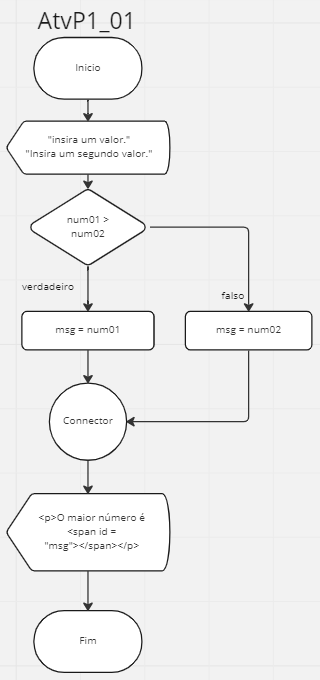 AtvP1_01
Inicio
"insira um valor."
"Insira um segundo valor."
num01 >
num02
verdadeiro
falso
msg = num01
msg = num02
Connector
<p>O maior número é
<span id =
"msg"></span></p>
Fim